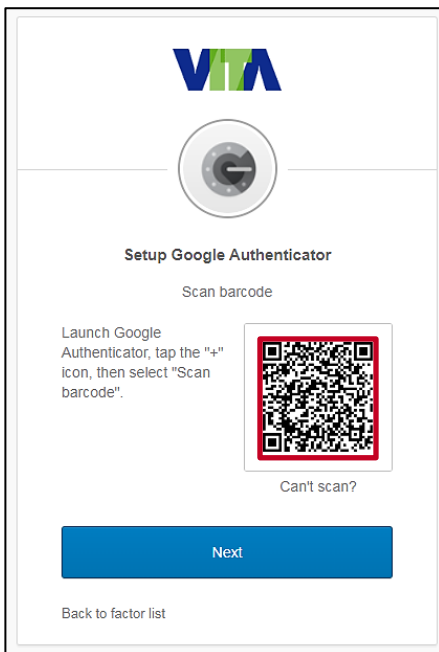 VITA
Setup Google Authenticator
Scan barcode
Launch Google
Authenticator, tap the "+"
icon, then select "Scan
barcode".
Can't scan?
Next
Back to factor list